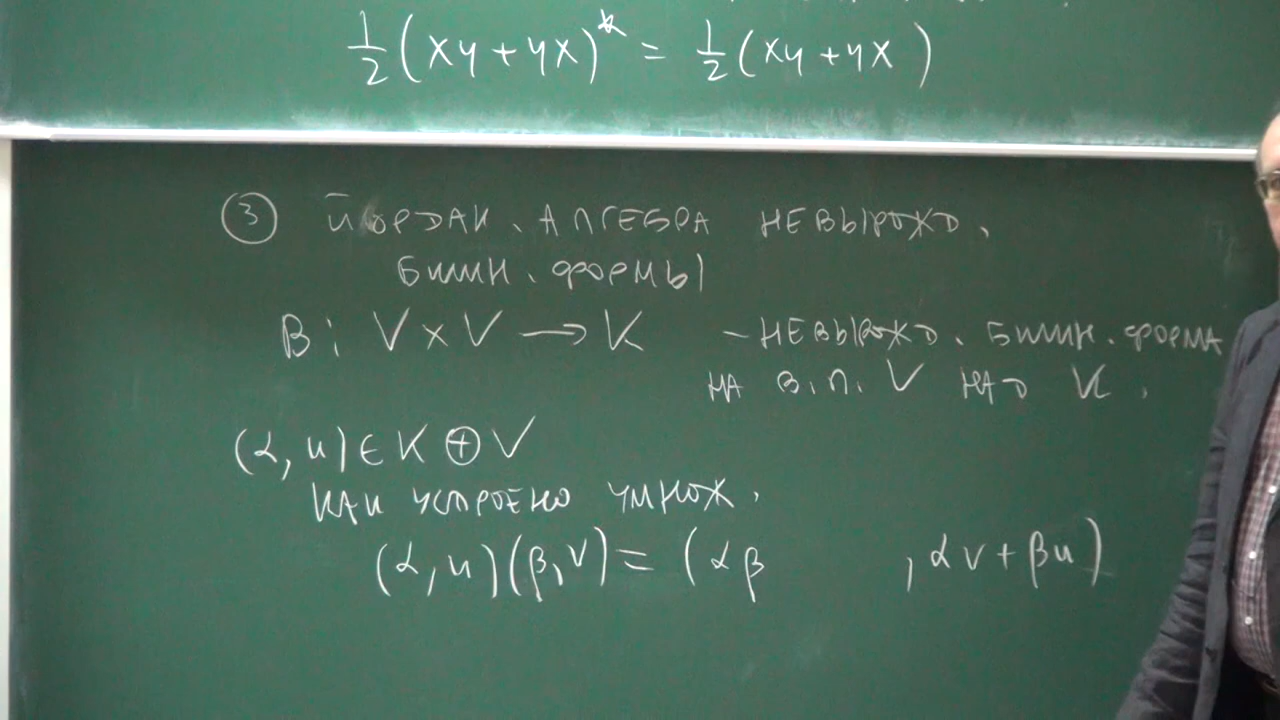 ½(xy+yx)* = ½(xy+yx)
③ йордан. алгебра невырожд.
билин. формы
B: V × V → K - невырожд. билин. форма
на в.п. V над K.
(α, u) ∈ K ⊕ V
как устроено умнож.
(α, u)(β, v) = (αβ , αv + βu)